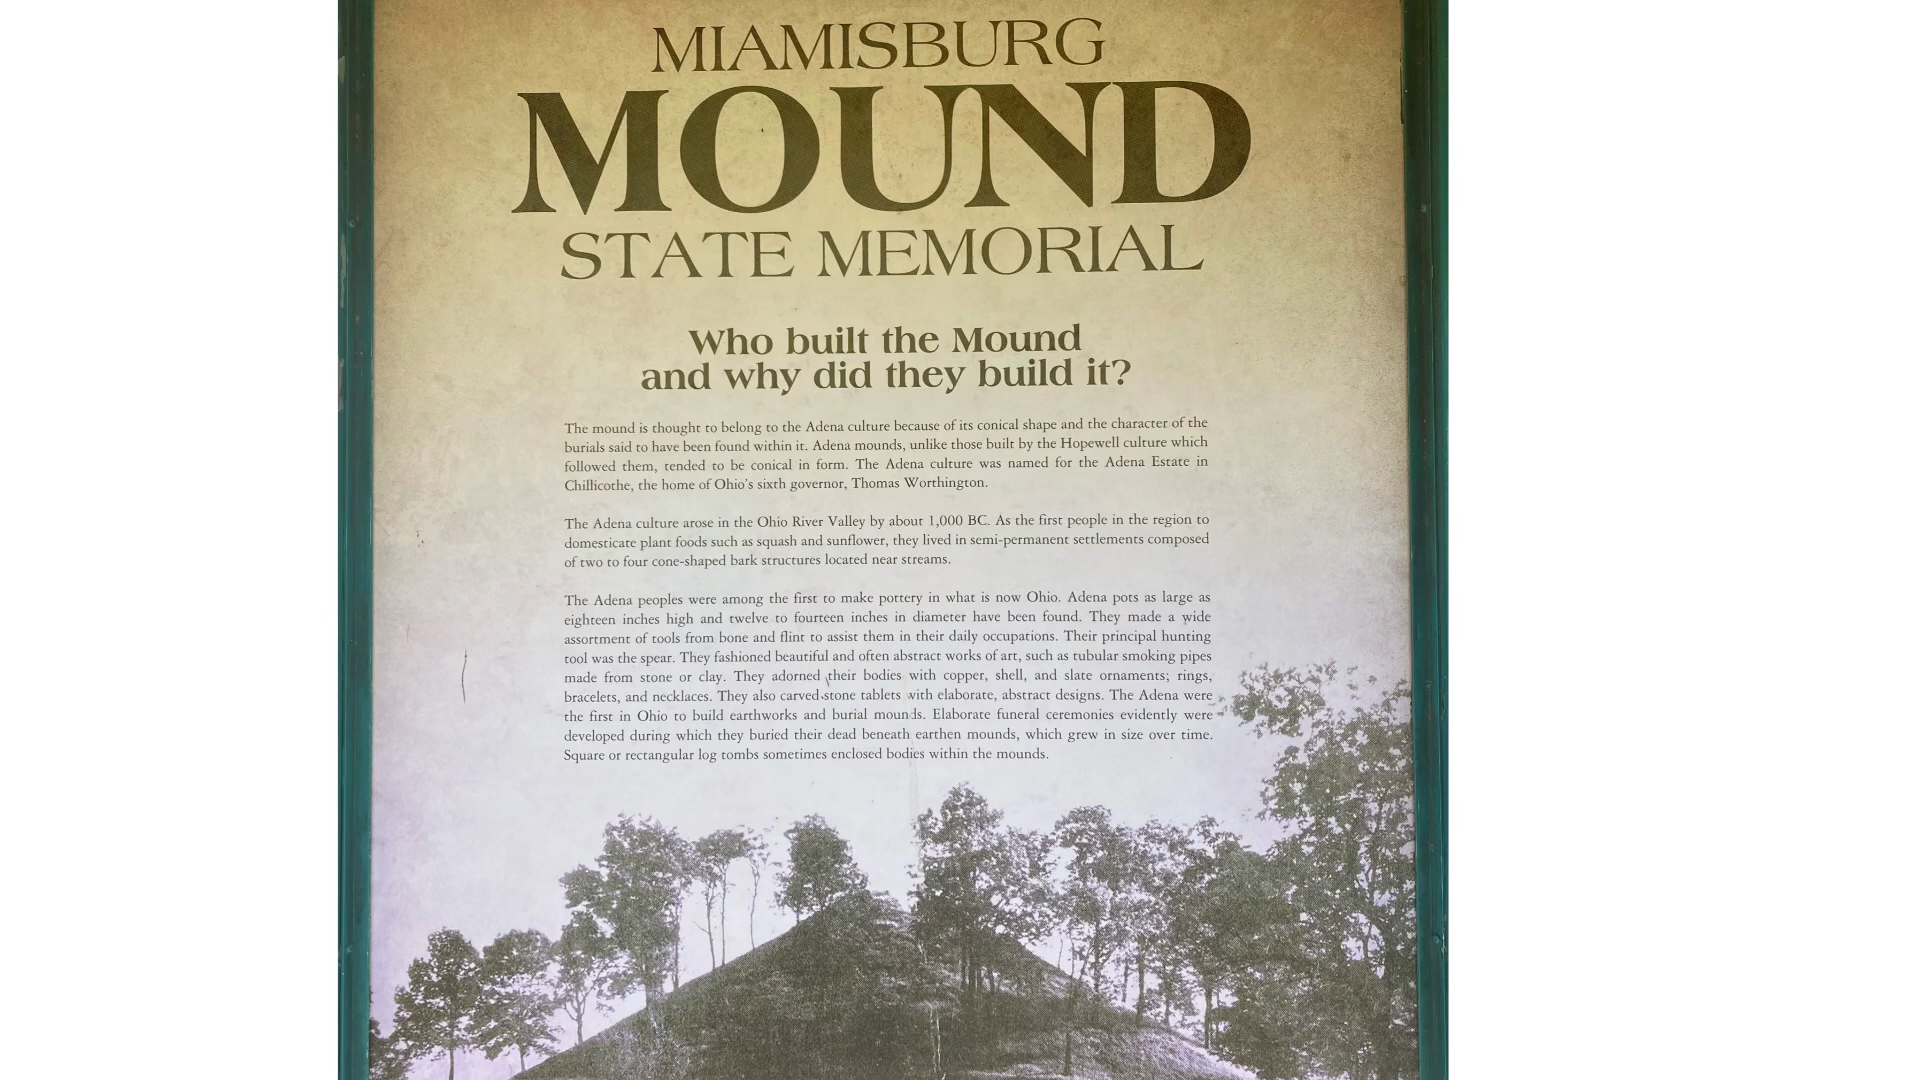 MIAMISBURG
MOUND
STATE MEMORIAL
Who built the Mound
and why did they build it?
The mound is thought to belong to the Adena culture because of its conical shape and the character of the
burials said to have been found within it. Adena mounds, unlike those built by the Hopewell culture which
followed them, tended to be conical in form. The Adena culture was named for the Adena Estate in
Chillicothe, the home of Ohio's sixth governor, Thomas Worthington.
The Adena culture arose in the Ohio River Valley by about 1,000 BC. As the first people in the region to
domesticate plant foods such as squash and sunflower, they lived in semi-permanent settlements composed
of two to four cone-shaped bark structures located near streams.
The Adena peoples were among the first to make pottery in what is now Ohio. Adena pots as large as
eighteen inches high and twelve to fourteen inches in diameter have been found. They made a wide
assortment of tools from bone and flint to assist them in their daily occupations. Their principal hunting
tool was the spear. They fashioned beautiful and often abstract works of art, such as tubular smoking pipes
made from stone or clay. They adorned their bodies with copper, shell, and slate ornaments; rings,
bracelets, and necklaces. They also carved stone tablets with elaborate, abstract designs. The Adena were
the first in Ohio to build earthworks and burial mounds. Elaborate funeral ceremonies evidently were
developed during which they buried their dead beneath earthen mounds, which grew in size over time.
Square or rectangular log tombs sometimes enclosed bodies within the mounds.